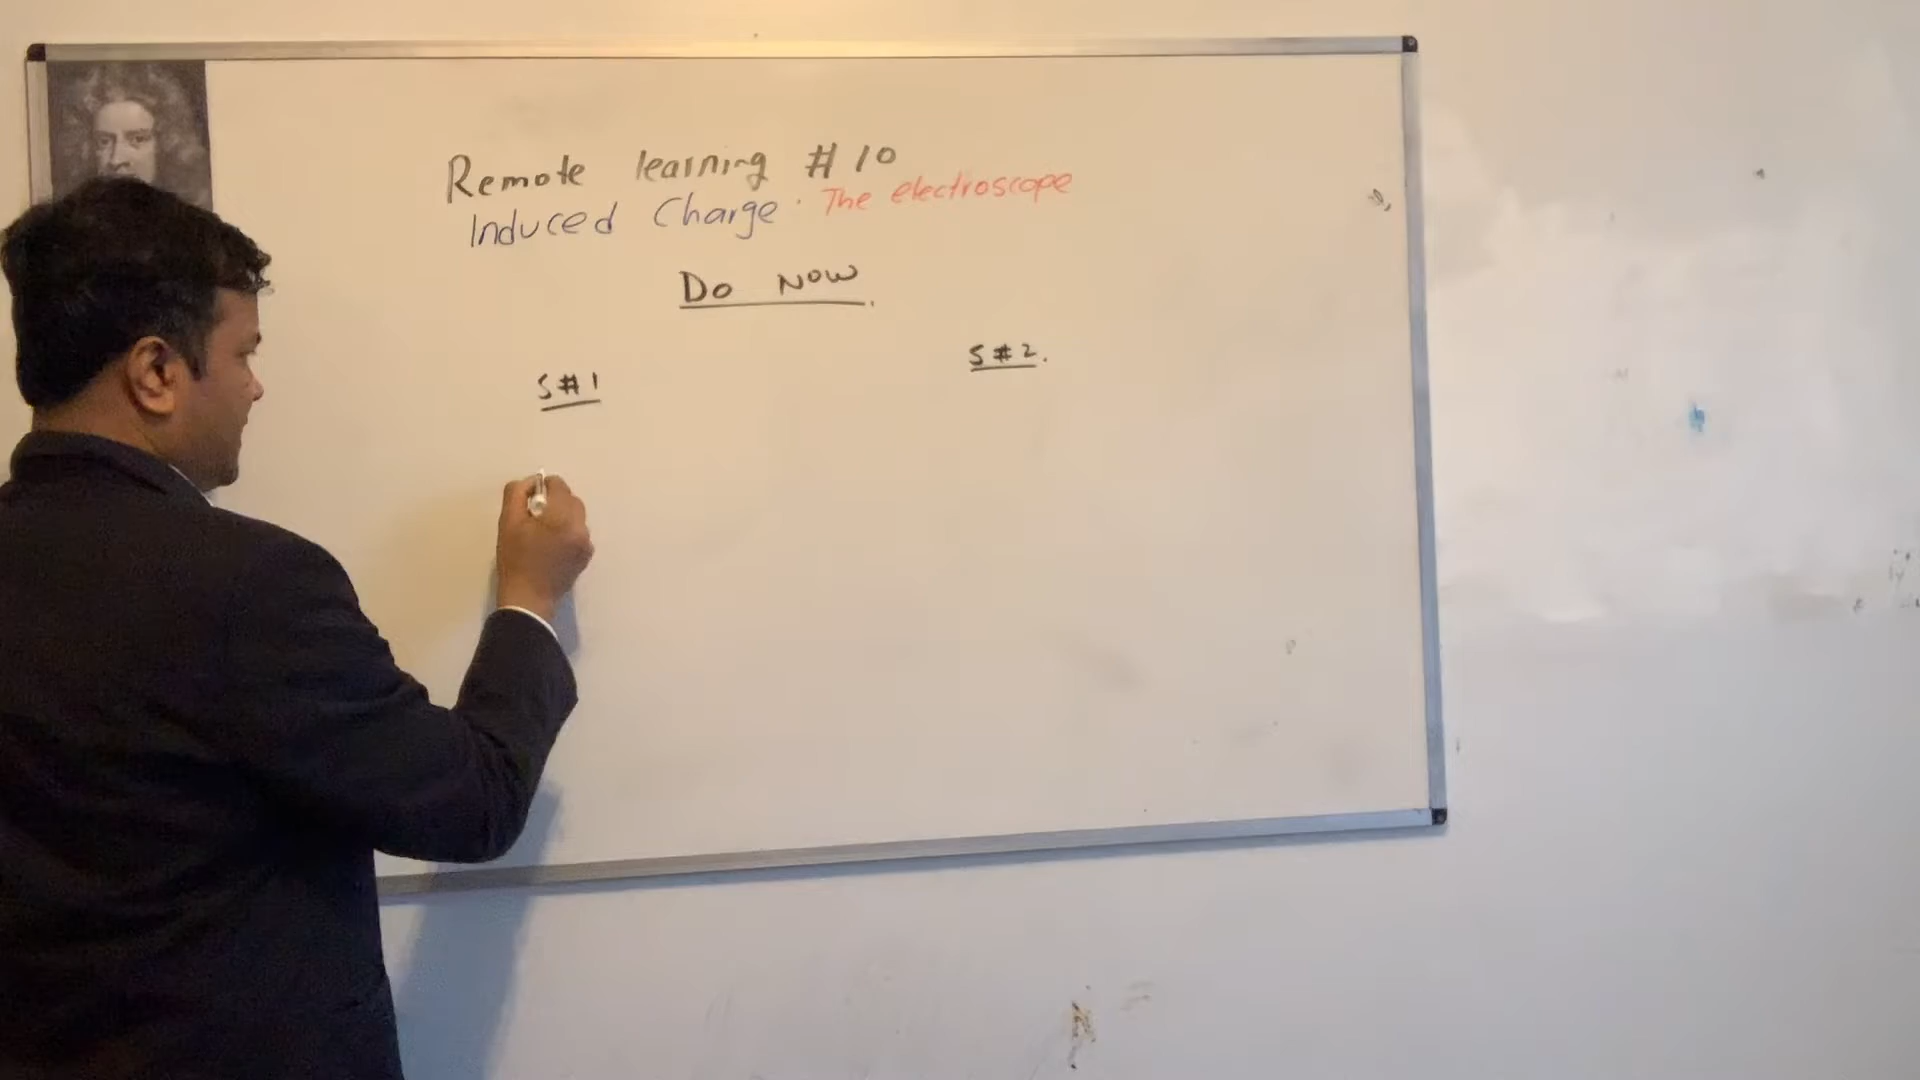 Remote learning #10
Induced Charge. The electroscope
Do Now.
S#1
S#2.